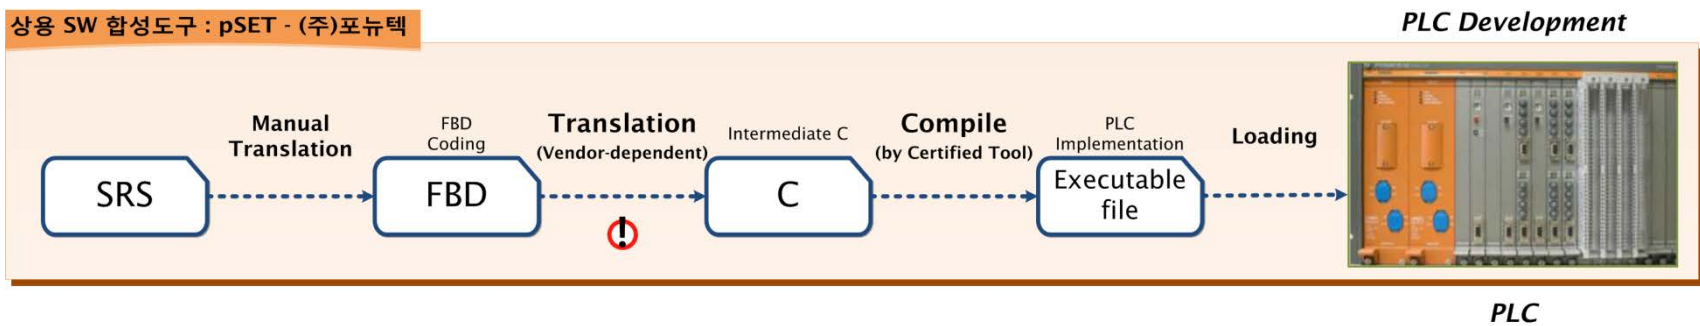 상용 SW 합성도구 : pSET - (주)포뉴텍
PLC Development
Manual
Translation
FBD
Coding
Translation
(Vendor-dependent)
Intermediate C
Compile
(by Certified Tool)
PLC
Implementation
Loading
SRS
FBD
C
Executable
file
!
PLC